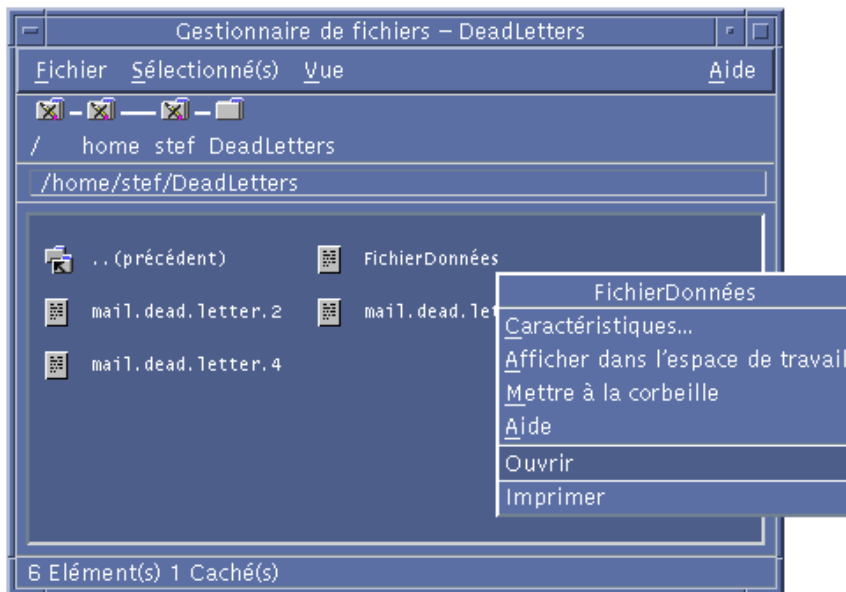 Gestionnaire de fichiers – DeadLetters
Fichier Sélectionné(s) Vue Aide
/ home stef DeadLetters
/home/stef/DeadLetters
..(précédent) FichierDonnées
mail.dead.letter.2 mail.dead.let
mail.dead.letter.4
FichierDonnées
Caractéristiques...
Afficher dans l'espace de travail
Mettre à la corbeille
Aide
Ouvrir
Imprimer
6 Elément(s) 1 Caché(s)